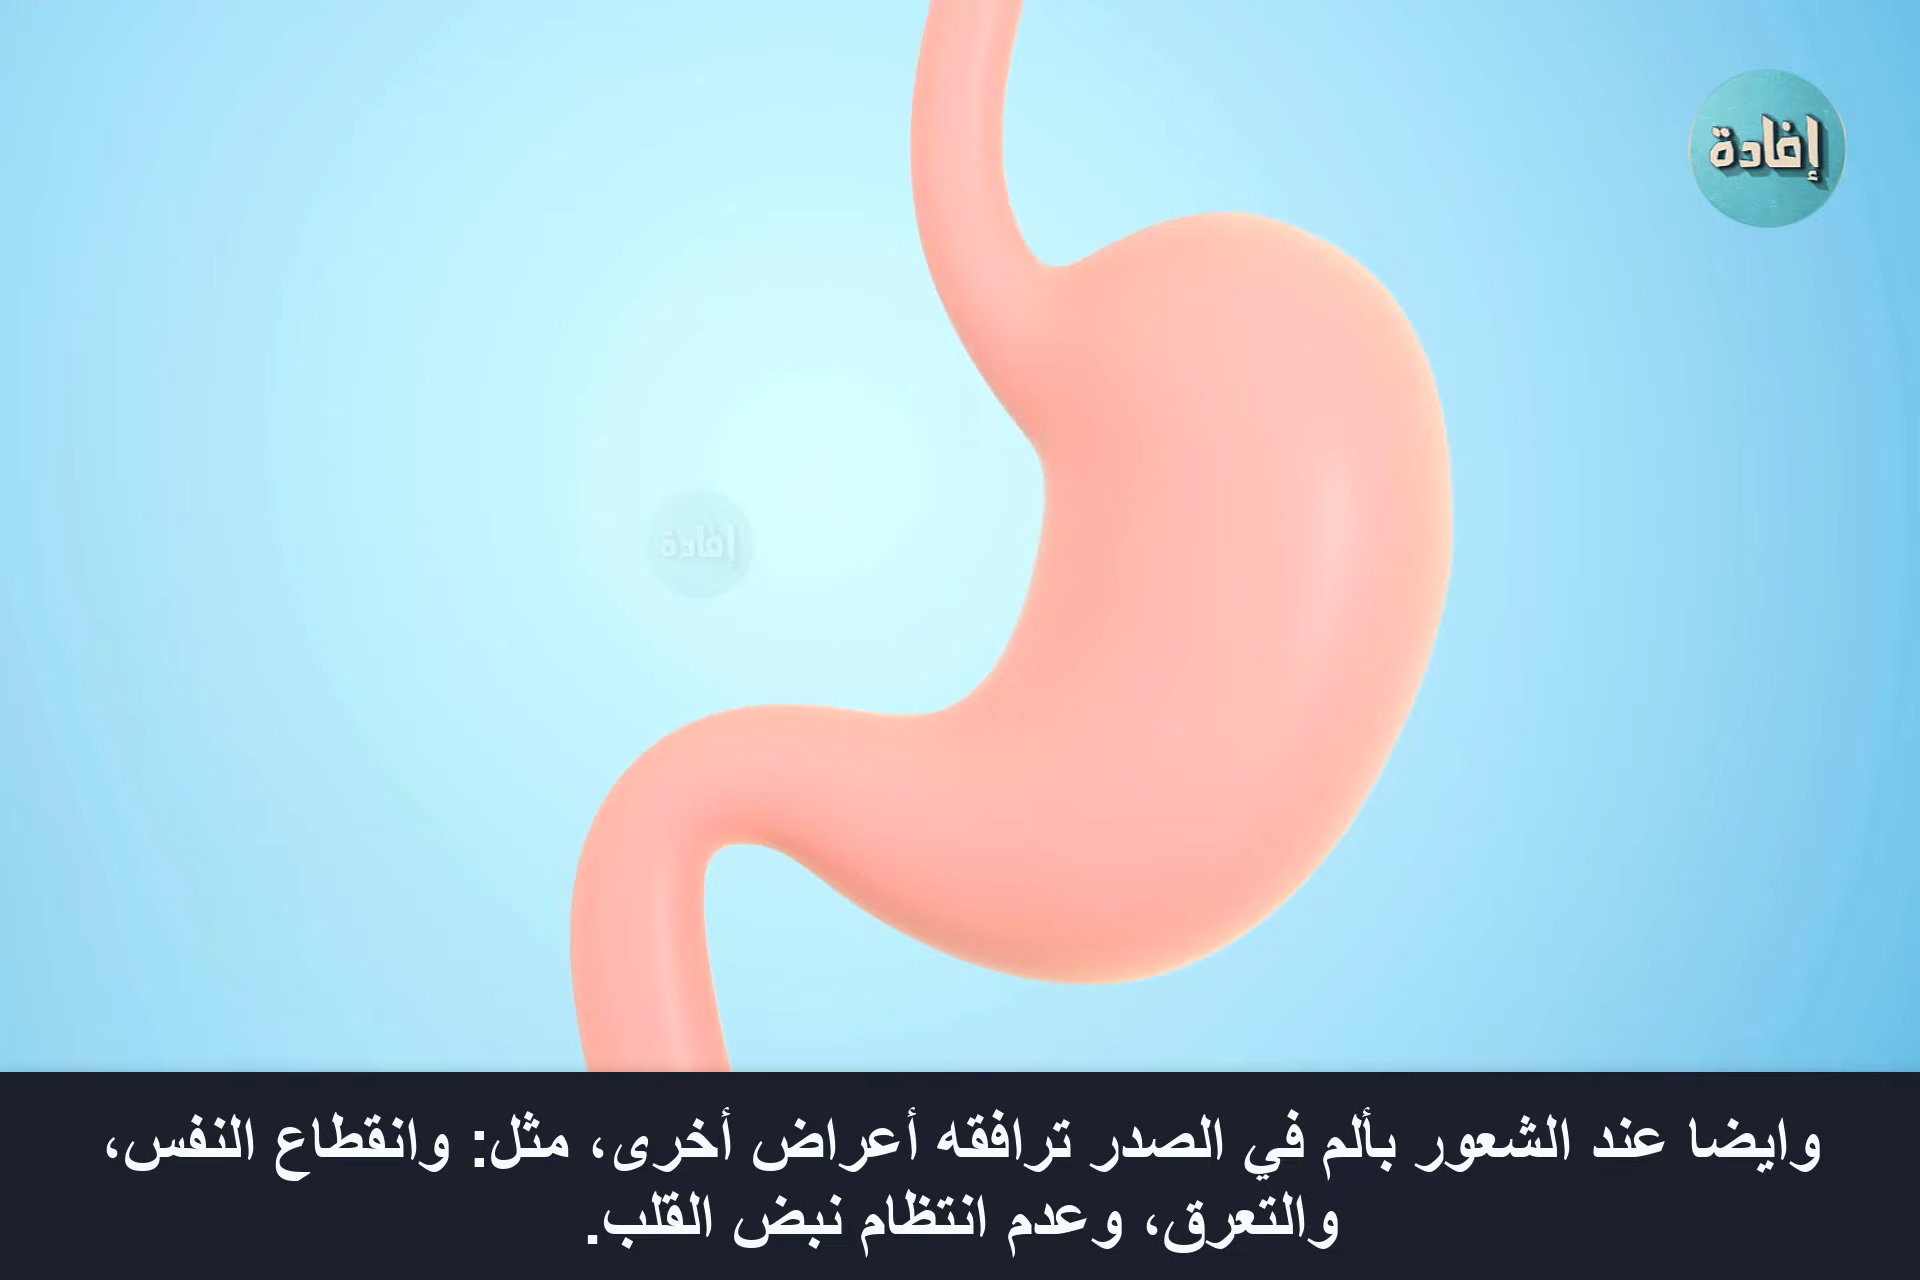 إفادة
إفادة
وايضا عند الشعور بألم في الصدر ترافقه أعراض أخرى، مثل: وانقطاع النفس،
والتعرق، وعدم انتظام نبض القلب.